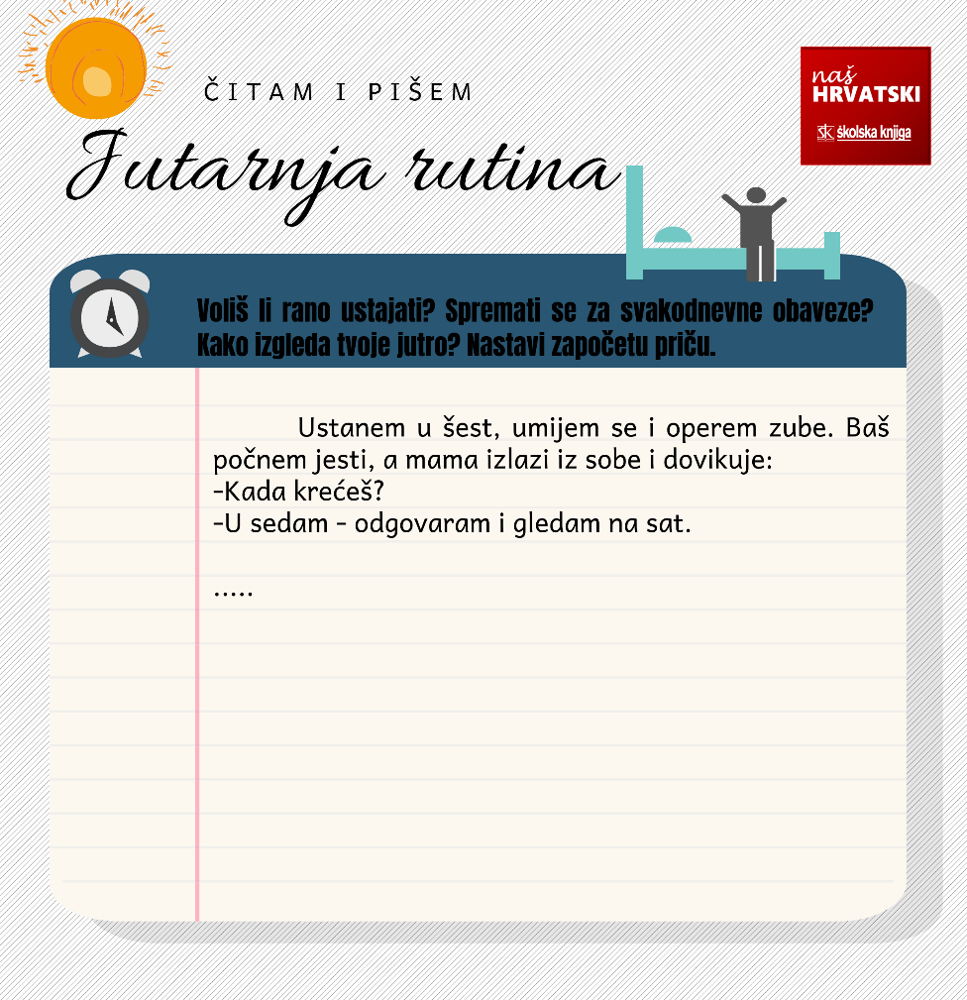 ČITAM I PIŠEM
naš
HRVATSKI
ŠK školska knjiga
Jutarnja rutina
Voliš li rano ustajati? Spremati se za svakodnevne obaveze?
Kako izgleda tvoje jutro? Nastavi započetu priču.
Ustanem u šest, umijem se i operem zube. Baš
počnem jesti, a mama izlazi iz sobe i dovikuje:
-Kada krećeš?
-U sedam - odgovaram i gledam na sat.
.....